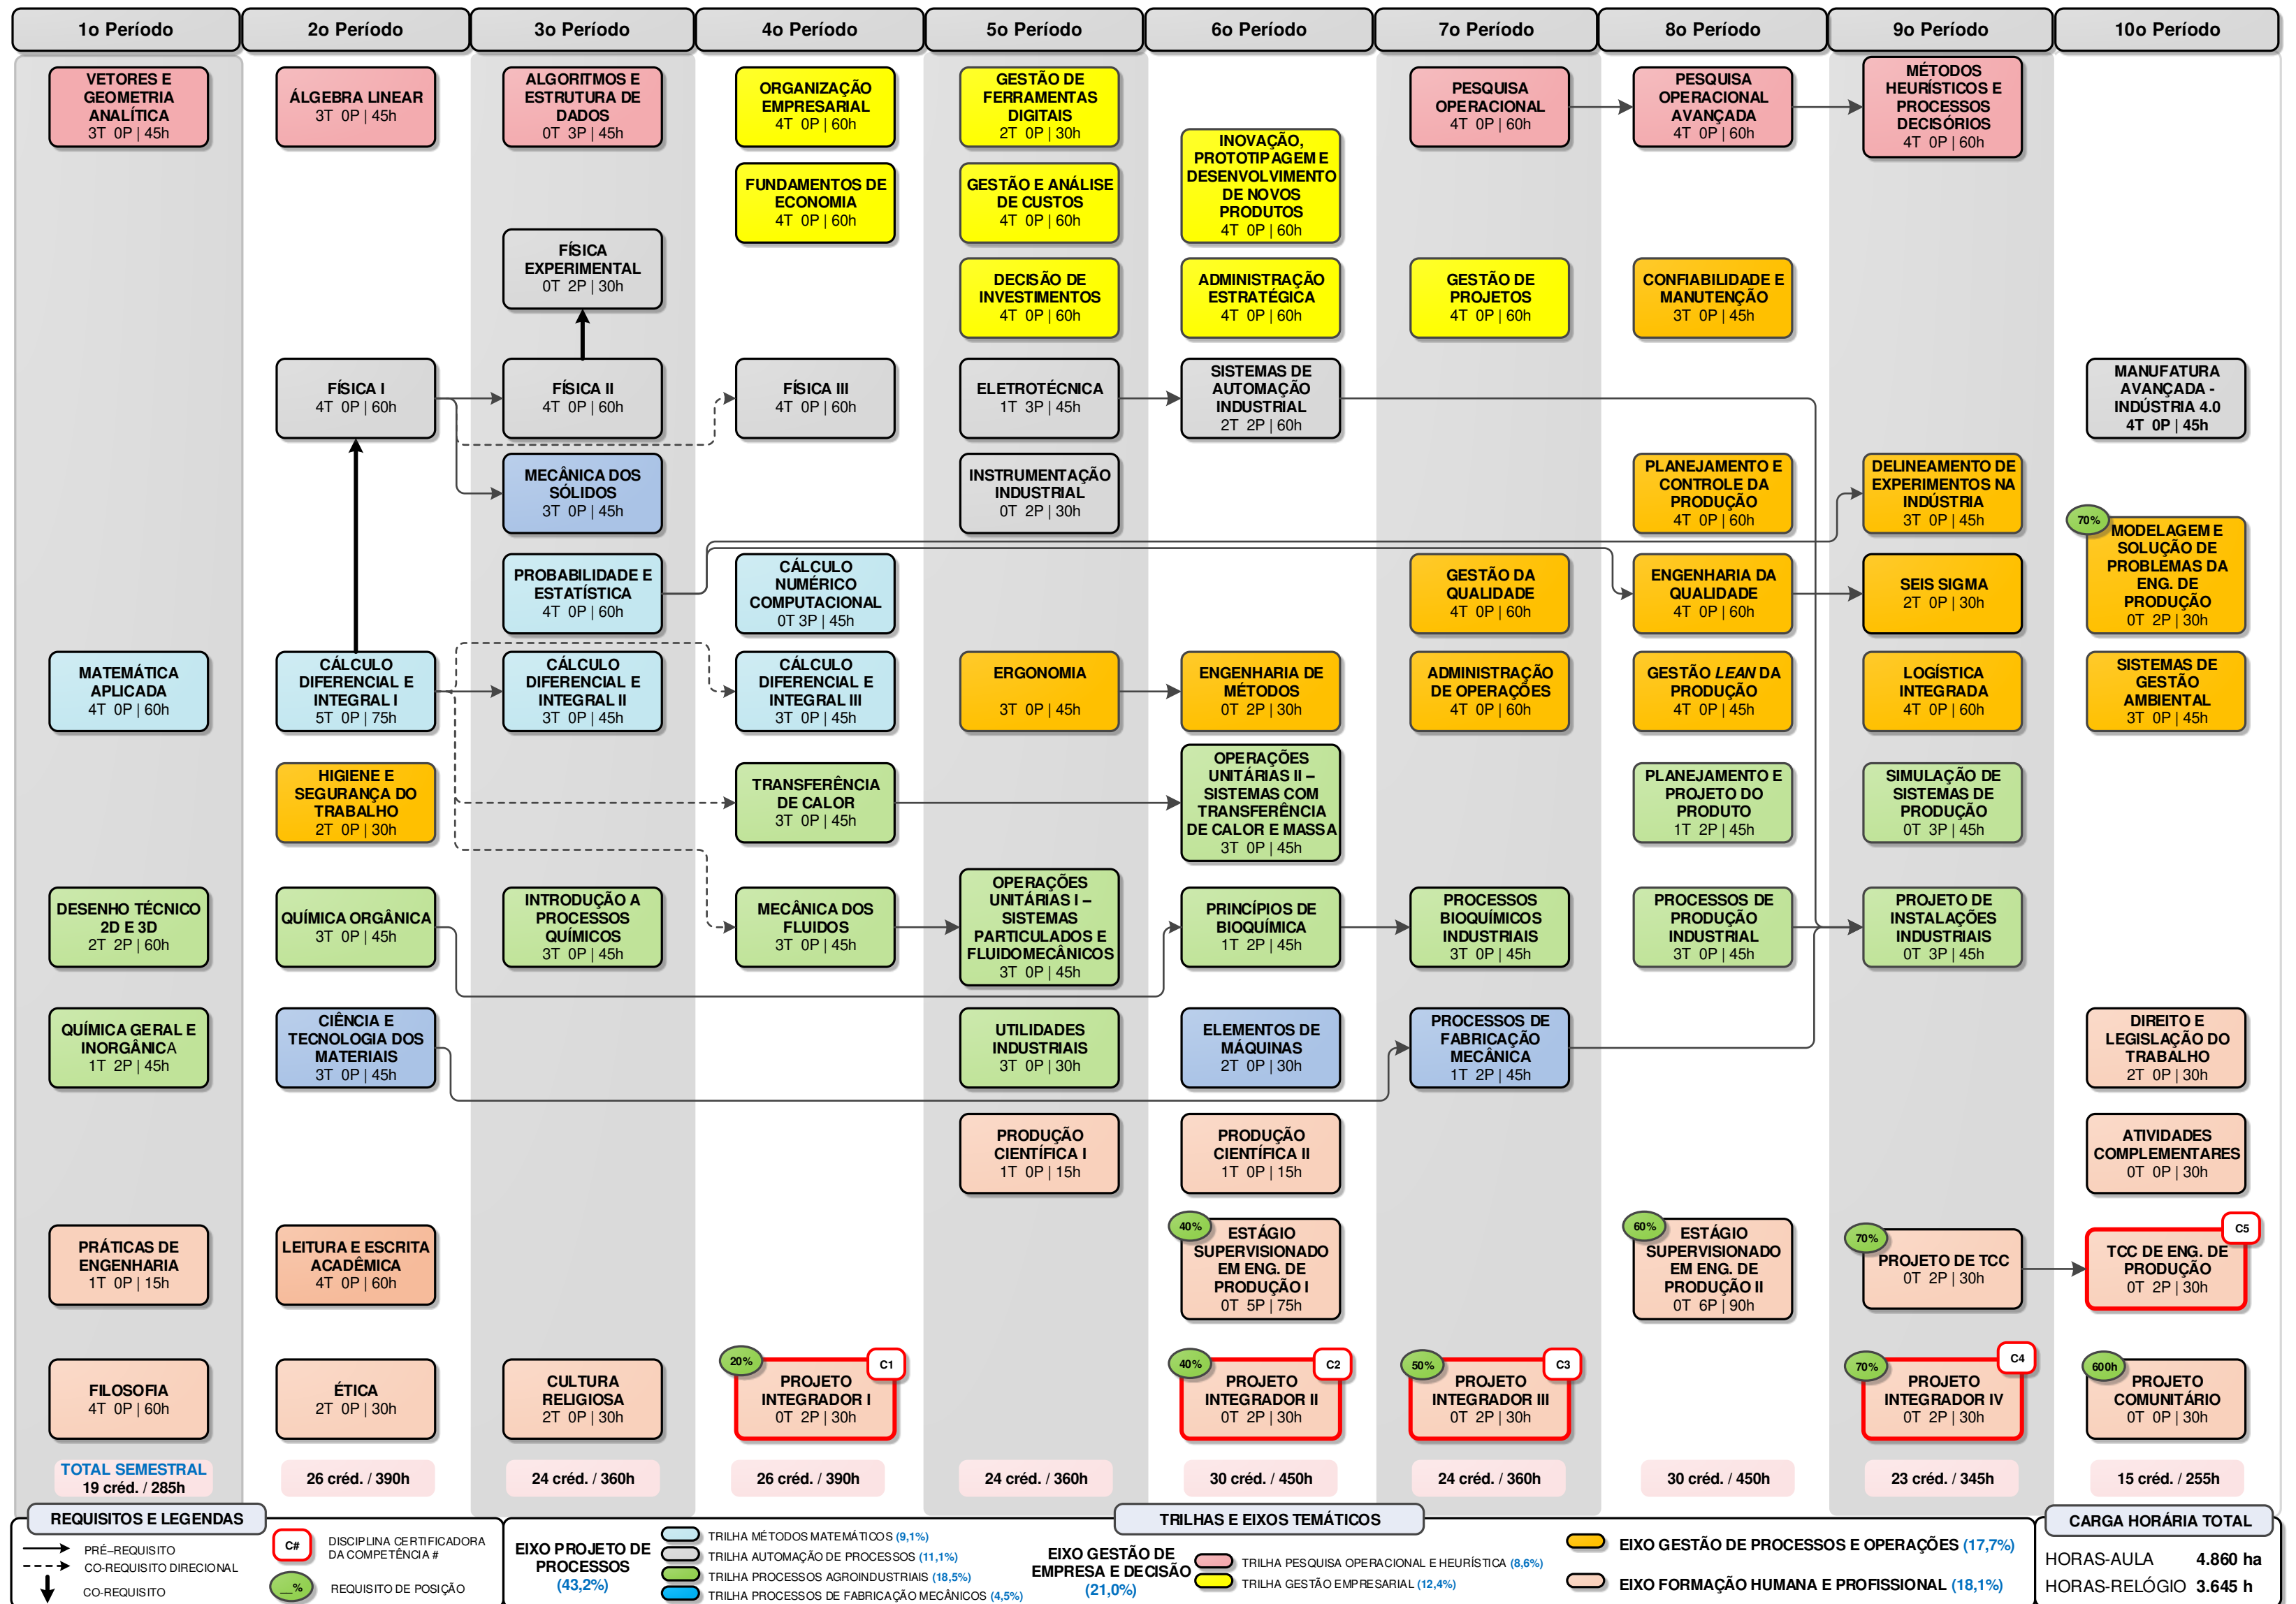 1o Período
2o Período
3o Período
4o Período
5o Período
6o Período
7o Período
8o Período
9o Período
10o Período
VETORES E
GEOMETRIA
ANALÍTICA
3T 0P | 45h
MATEMÁTICA
APLICADA
4T 0P | 60h
DESENHO TÉCNICO
2D E 3D
2T 2P | 60h
QUÍMICA GERAL E
INORGÂNICA
1T 2P | 45h
PRÁTICAS DE
ENGENHARIA
1T 0P | 15h
FILOSOFIA
4T 0P | 60h
TOTAL SEMESTRAL
19 créd. / 285h
ÁLGEBRA LINEAR
3T 0P | 45h
FÍSICA I
4T 0P | 60h
CÁLCULO
DIFERENCIAL E
INTEGRAL I
5T 0P | 75h
HIGIENE E
SEGURANÇA DO
TRABALHO
2T 0P | 30h
QUÍMICA ORGÂNICA
3T 0P | 45h
CIÊNCIA E
TECNOLOGIA DOS
MATERIAIS
3T 0P | 45h
LEITURA E ESCRITA
ACADÊMICA
4T 0P | 60h
ÉTICA
2T 0P | 30h
26 créd. / 390h
ALGORITMOS E
ESTRUTURA DE
DADOS
0T 3P | 45h
FÍSICA
EXPERIMENTAL
0T 2P | 30h
FÍSICA II
4T 0P | 60h
MECÂNICA DOS
SÓLIDOS
3T 0P | 45h
PROBABILIDADE E
ESTATÍSTICA
4T 0P | 60h
CÁLCULO
DIFERENCIAL E
INTEGRAL II
3T 0P | 45h
INTRODUÇÃO A
PROCESSOS
QUÍMICOS
3T 0P | 45h
CULTURA
RELIGIOSA
2T 0P | 30h
24 créd. / 360h
ORGANIZAÇÃO
EMPRESARIAL
4T 0P | 60h
FUNDAMENTOS DE
ECONOMIA
4T 0P | 60h
FÍSICA III
4T 0P | 60h
CÁLCULO
NUMÉRICO
COMPUTACIONAL
0T 3P | 45h
CÁLCULO
DIFERENCIAL E
INTEGRAL III
3T 0P | 45h
TRANSFERÊNCIA
DE CALOR
3T 0P | 45h
MECÂNICA DOS
FLUIDOS
3T 0P | 45h
20%
C1
PROJETO
INTEGRADOR I
0T 2P | 30h
26 créd. / 390h
GESTÃO DE
FERRAMENTAS
DIGITAIS
2T 0P | 30h
GESTÃO E ANÁLISE
DE CUSTOS
4T 0P | 60h
DECISÃO DE
INVESTIMENTOS
4T 0P | 60h
ELETROTÉCNICA
1T 3P | 45h
INSTRUMENTAÇÃO
INDUSTRIAL
0T 2P | 30h
ERGONOMIA
3T 0P | 45h
OPERAÇÕES
UNITÁRIAS I –
SISTEMAS
PARTICULADOS E
FLUIDOMECÂNICOS
3T 0P | 45h
UTILIDADES
INDUSTRIAIS
3T 0P | 30h
PRODUÇÃO
CIENTÍFICA I
1T 0P | 15h
24 créd. / 360h
INOVAÇÃO,
PROTOTIPAGEM E
DESENVOLVIMENTO
DE NOVOS
PRODUTOS
4T 0P | 60h
ADMINISTRAÇÃO
ESTRATÉGICA
4T 0P | 60h
SISTEMAS DE
AUTOMAÇÃO
INDUSTRIAL
2T 2P | 60h
ENGENHARIA DE
MÉTODOS
0T 2P | 30h
OPERAÇÕES
UNITÁRIAS II –
SISTEMAS COM
TRANSFERÊNCIA
DE CALOR E MASSA
3T 0P | 45h
PRINCÍPIOS DE
BIOQUÍMICA
1T 2P | 45h
ELEMENTOS DE
MÁQUINAS
2T 0P | 30h
PRODUÇÃO
CIENTÍFICA II
1T 0P | 15h
40%
ESTÁGIO
SUPERVISIONADO
EM ENG. DE
PRODUÇÃO I
0T 5P | 75h
40%
C2
PROJETO
INTEGRADOR II
0T 2P | 30h
30 créd. / 450h
PESQUISA
OPERACIONAL
4T 0P | 60h
GESTÃO DE
PROJETOS
4T 0P | 60h
GESTÃO DA
QUALIDADE
4T 0P | 60h
ADMINISTRAÇÃO
DE OPERAÇÕES
4T 0P | 60h
PROCESSOS
BIOQUÍMICOS
INDUSTRIAIS
3T 0P | 45h
PROCESSOS DE
FABRICAÇÃO
MECÂNICA
1T 2P | 45h
50%
C3
PROJETO
INTEGRADOR III
0T 2P | 30h
24 créd. / 360h
PESQUISA
OPERACIONAL
AVANÇADA
4T 0P | 60h
CONFIABILIDADE E
MANUTENÇÃO
3T 0P | 45h
PLANEJAMENTO E
CONTROLE DA
PRODUÇÃO
4T 0P | 60h
ENGENHARIA DA
QUALIDADE
4T 0P | 60h
GESTÃO LEAN DA
PRODUÇÃO
4T 0P | 45h
PLANEJAMENTO E
PROJETO DO
PRODUTO
1T 2P | 45h
PROCESSOS DE
PRODUÇÃO
INDUSTRIAL
3T 0P | 45h
60%
ESTÁGIO
SUPERVISIONADO
EM ENG. DE
PRODUÇÃO II
0T 6P | 90h
30 créd. / 450h
MÉTODOS
HEURÍSTICOS E
PROCESSOS
DECISÓRIOS
4T 0P | 60h
DELINEAMENTO DE
EXPERIMENTOS NA
INDÚSTRIA
3T 0P | 45h
SEIS SIGMA
2T 0P | 30h
LOGÍSTICA
INTEGRADA
4T 0P | 60h
SIMULAÇÃO DE
SISTEMAS DE
PRODUÇÃO
0T 3P | 45h
PROJETO DE
INSTALAÇÕES
INDUSTRIAIS
0T 3P | 45h
70%
PROJETO DE TCC
0T 2P | 30h
70%
C4
PROJETO
INTEGRADOR IV
0T 2P | 30h
23 créd. / 345h
MANUFATURA
AVANÇADA -
INDÚSTRIA 4.0
4T 0P | 45h
70%
MODELAGEM E
SOLUÇÃO DE
PROBLEMAS DA
ENG. DE
PRODUÇÃO
0T 2P | 30h
SISTEMAS DE
GESTÃO
AMBIENTAL
3T 0P | 45h
DIREITO E
LEGISLAÇÃO DO
TRABALHO
2T 0P | 30h
ATIVIDADES
COMPLEMENTARES
0T 0P | 30h
C5
TCC DE ENG. DE
PRODUÇÃO
0T 2P | 30h
600h
PROJETO
COMUNITÁRIO
0T 0P | 30h
15 créd. / 255h
REQUISITOS E LEGENDAS
PRÉ–REQUISITO
CO-REQUISITO DIRECIONAL
CO-REQUISITO
C#
DISCIPLINA CERTIFICADORA
DA COMPETÊNCIA #
__%
REQUISITO DE POSIÇÃO
TRILHAS E EIXOS TEMÁTICOS
EIXO PROJETO DE
PROCESSOS
(43,2%)
TRILHA MÉTODOS MATEMÁTICOS (9,1%)
TRILHA AUTOMAÇÃO DE PROCESSOS (11,1%)
TRILHA PROCESSOS AGROINDUSTRIAIS (18,5%)
TRILHA PROCESSOS DE FABRICAÇÃO MECÂNICOS (4,5%)
EIXO GESTÃO DE
EMPRESA E DECISÃO
(21,0%)
TRILHA PESQUISA OPERACIONAL E HEURÍSTICA (8,6%)
TRILHA GESTÃO EMPRESARIAL (12,4%)
EIXO GESTÃO DE PROCESSOS E OPERAÇÕES (17,7%)
EIXO FORMAÇÃO HUMANA E PROFISSIONAL (18,1%)
CARGA HORÁRIA TOTAL
HORAS-AULA 4.860 ha
HORAS-RELÓGIO 3.645 h